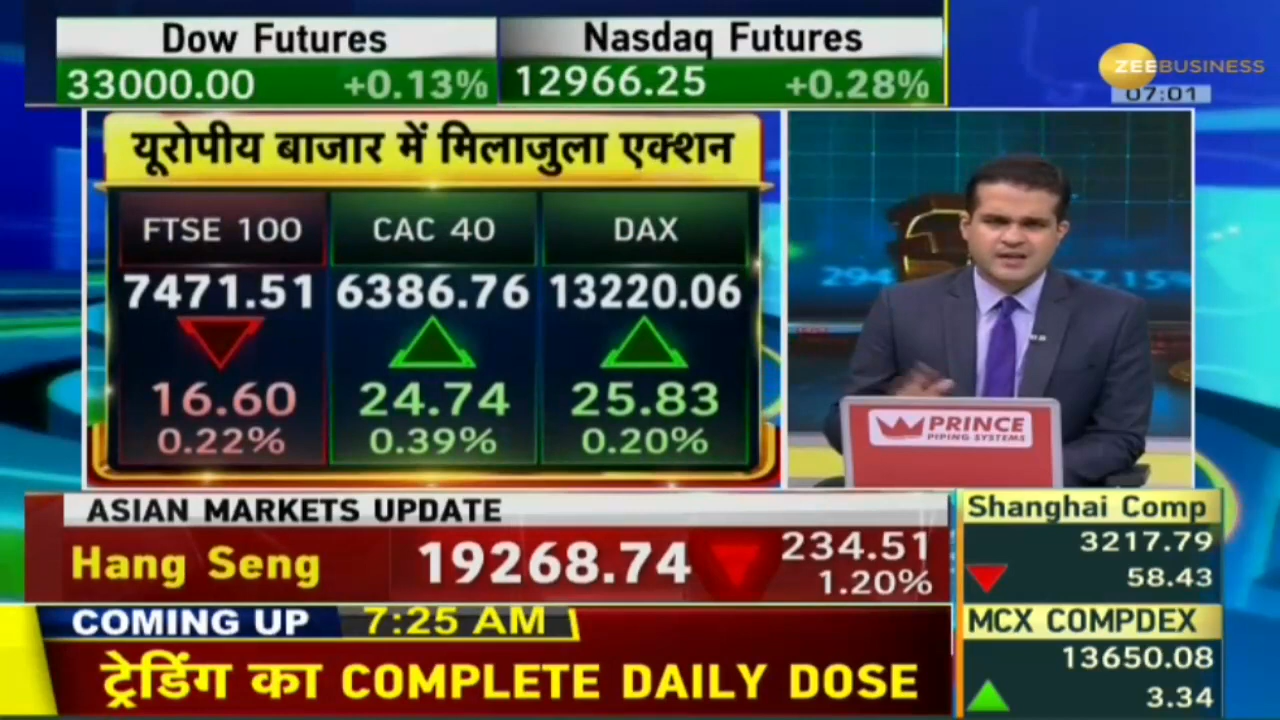 Dow Futures
33000.00 +0.13%
Nasdaq Futures
12966.25 +0.28%
ZEEBUSINESS
07:01
यूरोपीय बाजार में मिलाजुला एक्शन
FTSE 100
7471.51
16.60
0.22%
CAC 40
6386.76
24.74
0.39%
DAX
13220.06
25.83
0.20%
PRINCE
PIPING SYSTEMS
ASIAN MARKETS UPDATE
Hang Seng 19268.74 234.51
1.20%
Shanghai Comp
3217.79
58.43
COMING UP 7:25 AM
ट्रेडिंग का COMPLETE DAILY DOSE
MCX COMPDEX
13650.08
3.34